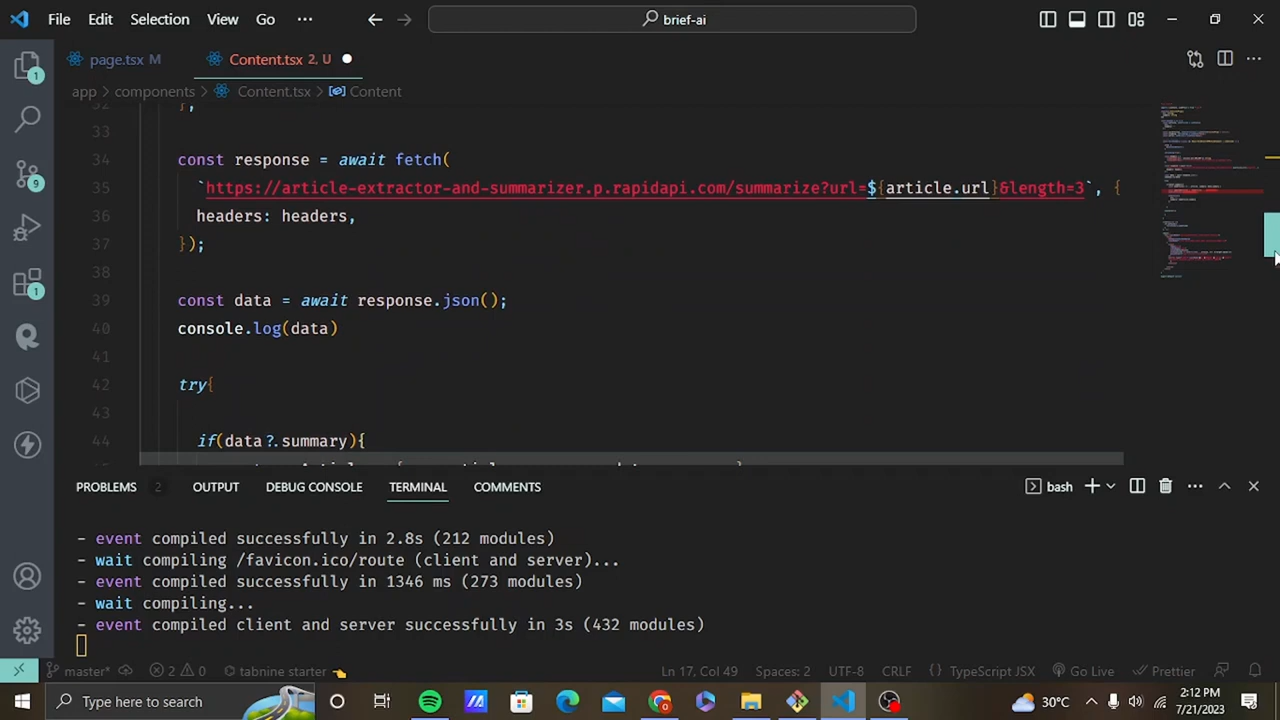 File Edit Selection View Go ··· brief-ai
page.tsx M Content.tsx 2, U
app > components > Content.tsx > Content
32 },
33
34 const response = await fetch(
35 `https://article-extractor-and-summarizer.p.rapidapi.com/summarize?url=${article.url}&length=3`, {
36 headers: headers,
37 });
38
39 const data = await response.json();
40 console.log(data)
41
42 try{
43
44 if(data?.summary){
PROBLEMS 2 OUTPUT DEBUG CONSOLE TERMINAL COMMENTS bash
- event compiled successfully in 2.8s (212 modules)
- wait compiling /favicon.ico/route (client and server)...
- event compiled successfully in 1346 ms (273 modules)
- wait compiling...
- event compiled client and server successfully in 3s (432 modules)
master* 2 0 tabnine starter Ln 17, Col 49 Spaces: 2 UTF-8 CRLF TypeScript JSX Go Live Prettier
Type here to search 30°C 2:12 PM
7/21/2023
1
9
1